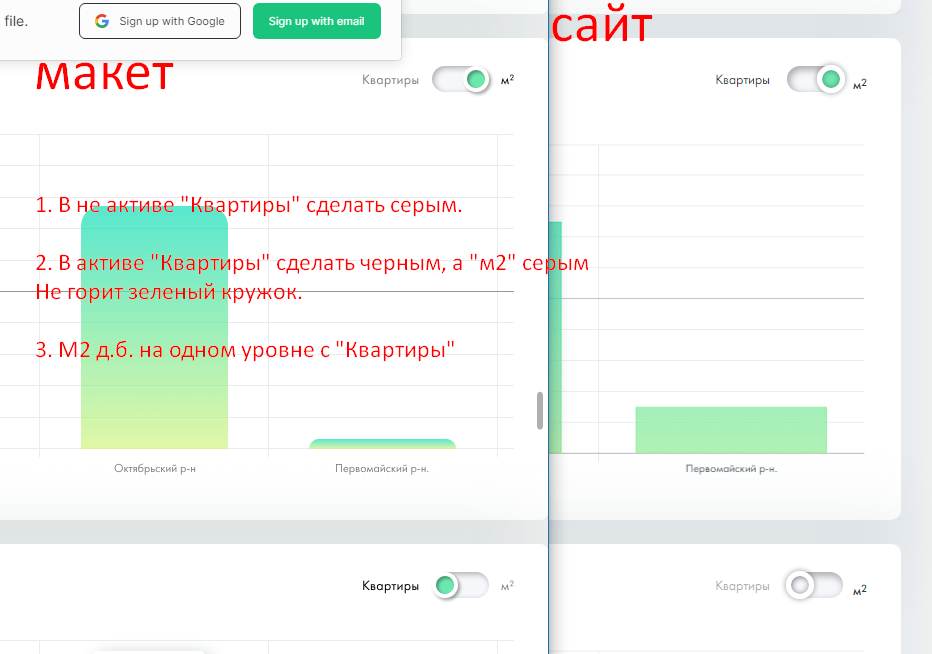 file.
Sign up with Google
Sign up with email
сайт
макет
Квартиры
м²
Квартиры
м²
1. В не активе "Квартиры" сделать серым.
2. В активе "Квартиры" сделать черным, а "м2" серым
Не горит зеленый кружок.
3. М2 д.б. на одном уровне с "Квартиры"
Октябрьский р-н
Первомайский р-н.
Первомайский р-н.
Квартиры
м²
Квартиры
м²